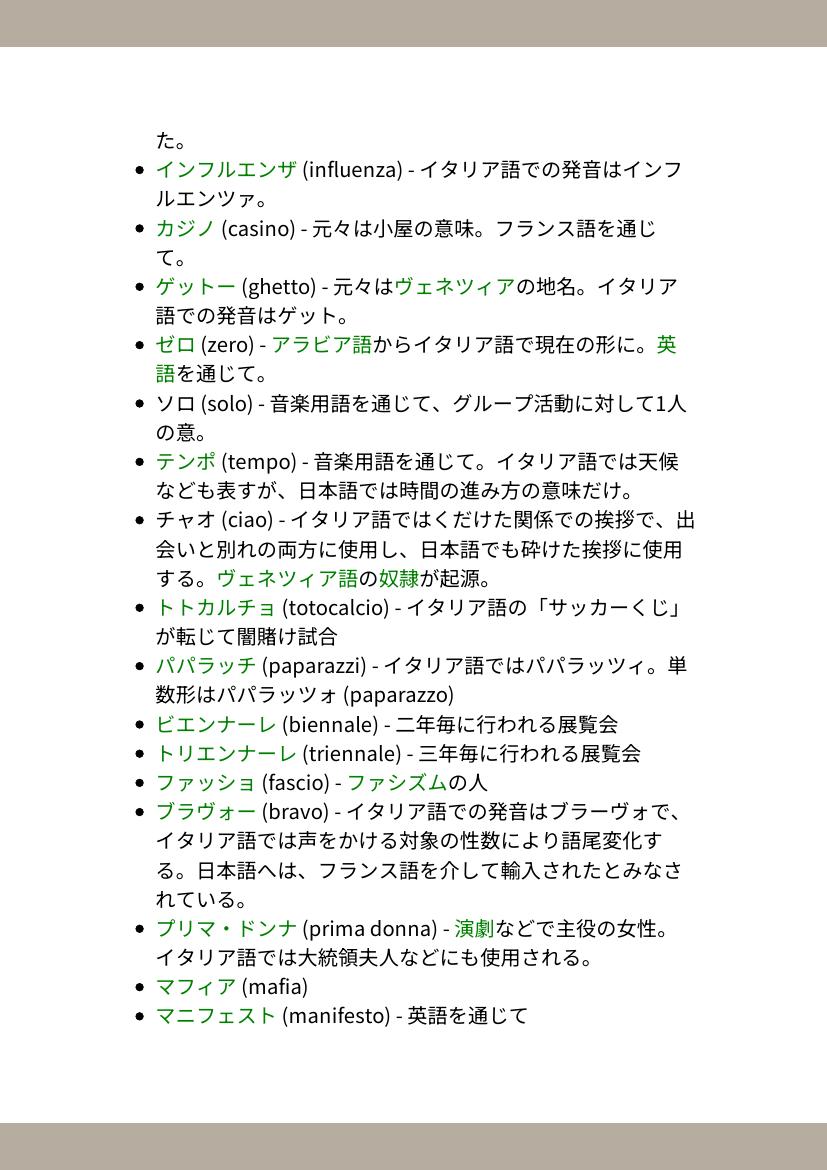 た。
• インフルエンザ (influenza) - イタリア語での発音はインフ
ルエンツァ。
• カジノ (casino) - 元々は小屋の意味。フランス語を通じ
て。
• ゲットー (ghetto) - 元々はヴェネツィアの地名。イタリア
語での発音はゲット。
• ゼロ (zero) - アラビア語からイタリア語で現在の形に。英
語を通じて。
• ソロ (solo) - 音楽用語を通じて、グループ活動に対して1人
の意。
• テンポ (tempo) - 音楽用語を通じて。イタリア語では天候
なども表すが、日本語では時間の進み方の意味だけ。
• チャオ (ciao) - イタリア語ではくだけた関係での挨拶で、出
会いと別れの両方に使用し、日本語でも砕けた挨拶に使用
する。ヴェネツィア語の奴隷が起源。
• トトカルチョ (totocalcio) - イタリア語の「サッカーくじ」
が転じて闇賭け試合
• パパラッチ (paparazzi) - イタリア語ではパパラッツィ。単
数形はパパラッツォ (paparazzo)
• ビエンナーレ (biennale) - 二年毎に行われる展覧会
• トリエンナーレ (triennale) - 三年毎に行われる展覧会
• ファッショ (fascio) - ファシズムの人
• ブラヴォー (bravo) - イタリア語での発音はブラーヴォで、
イタリア語では声をかける対象の性数により語尾変化す
る。日本語へは、フランス語を介して輸入されたとみなさ
れている。
• プリマ・ドンナ (prima donna) - 演劇などで主役の女性。
イタリア語では大統領夫人などにも使用される。
• マフィア (mafia)
• マニフェスト (manifesto) - 英語を通じて